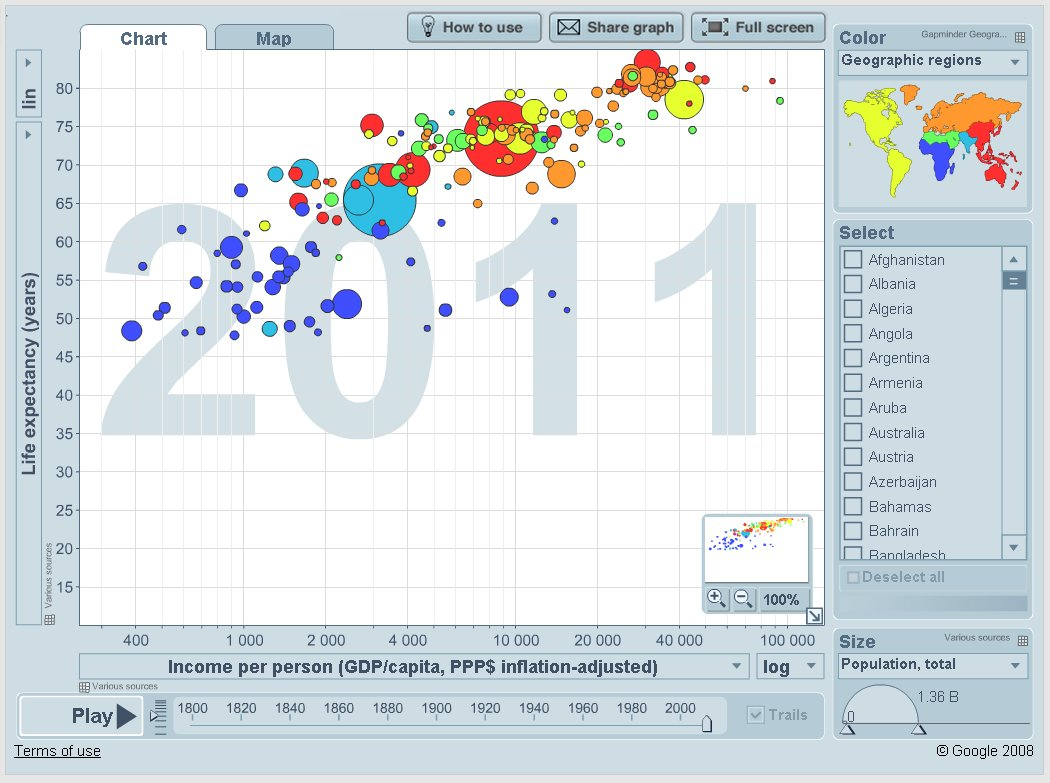 Chart
Map
How to use
Share graph
Full screen
Color
Gapminder Geogra...
Geographic regions
lin
Life expectancy (years)
Various sources
80
75
70
65
60
55
50
45
40
35
30
25
20
15
2011
400
1 000
2 000
4 000
10 000
20 000
40 000
100 000
100%
Income per person (GDP/capita, PPP$ inflation-adjusted)
log
Various sources
Select
Afghanistan
Albania
Algeria
Angola
Argentina
Armenia
Aruba
Australia
Austria
Azerbaijan
Bahamas
Bahrain
Bangladesh
Deselect all
Size
Various sources
Population, total
1.36 B
0
Play
1800 1820 1840 1860 1880 1900 1920 1940 1960 1980 2000
Trails
Terms of use
© Google 2008